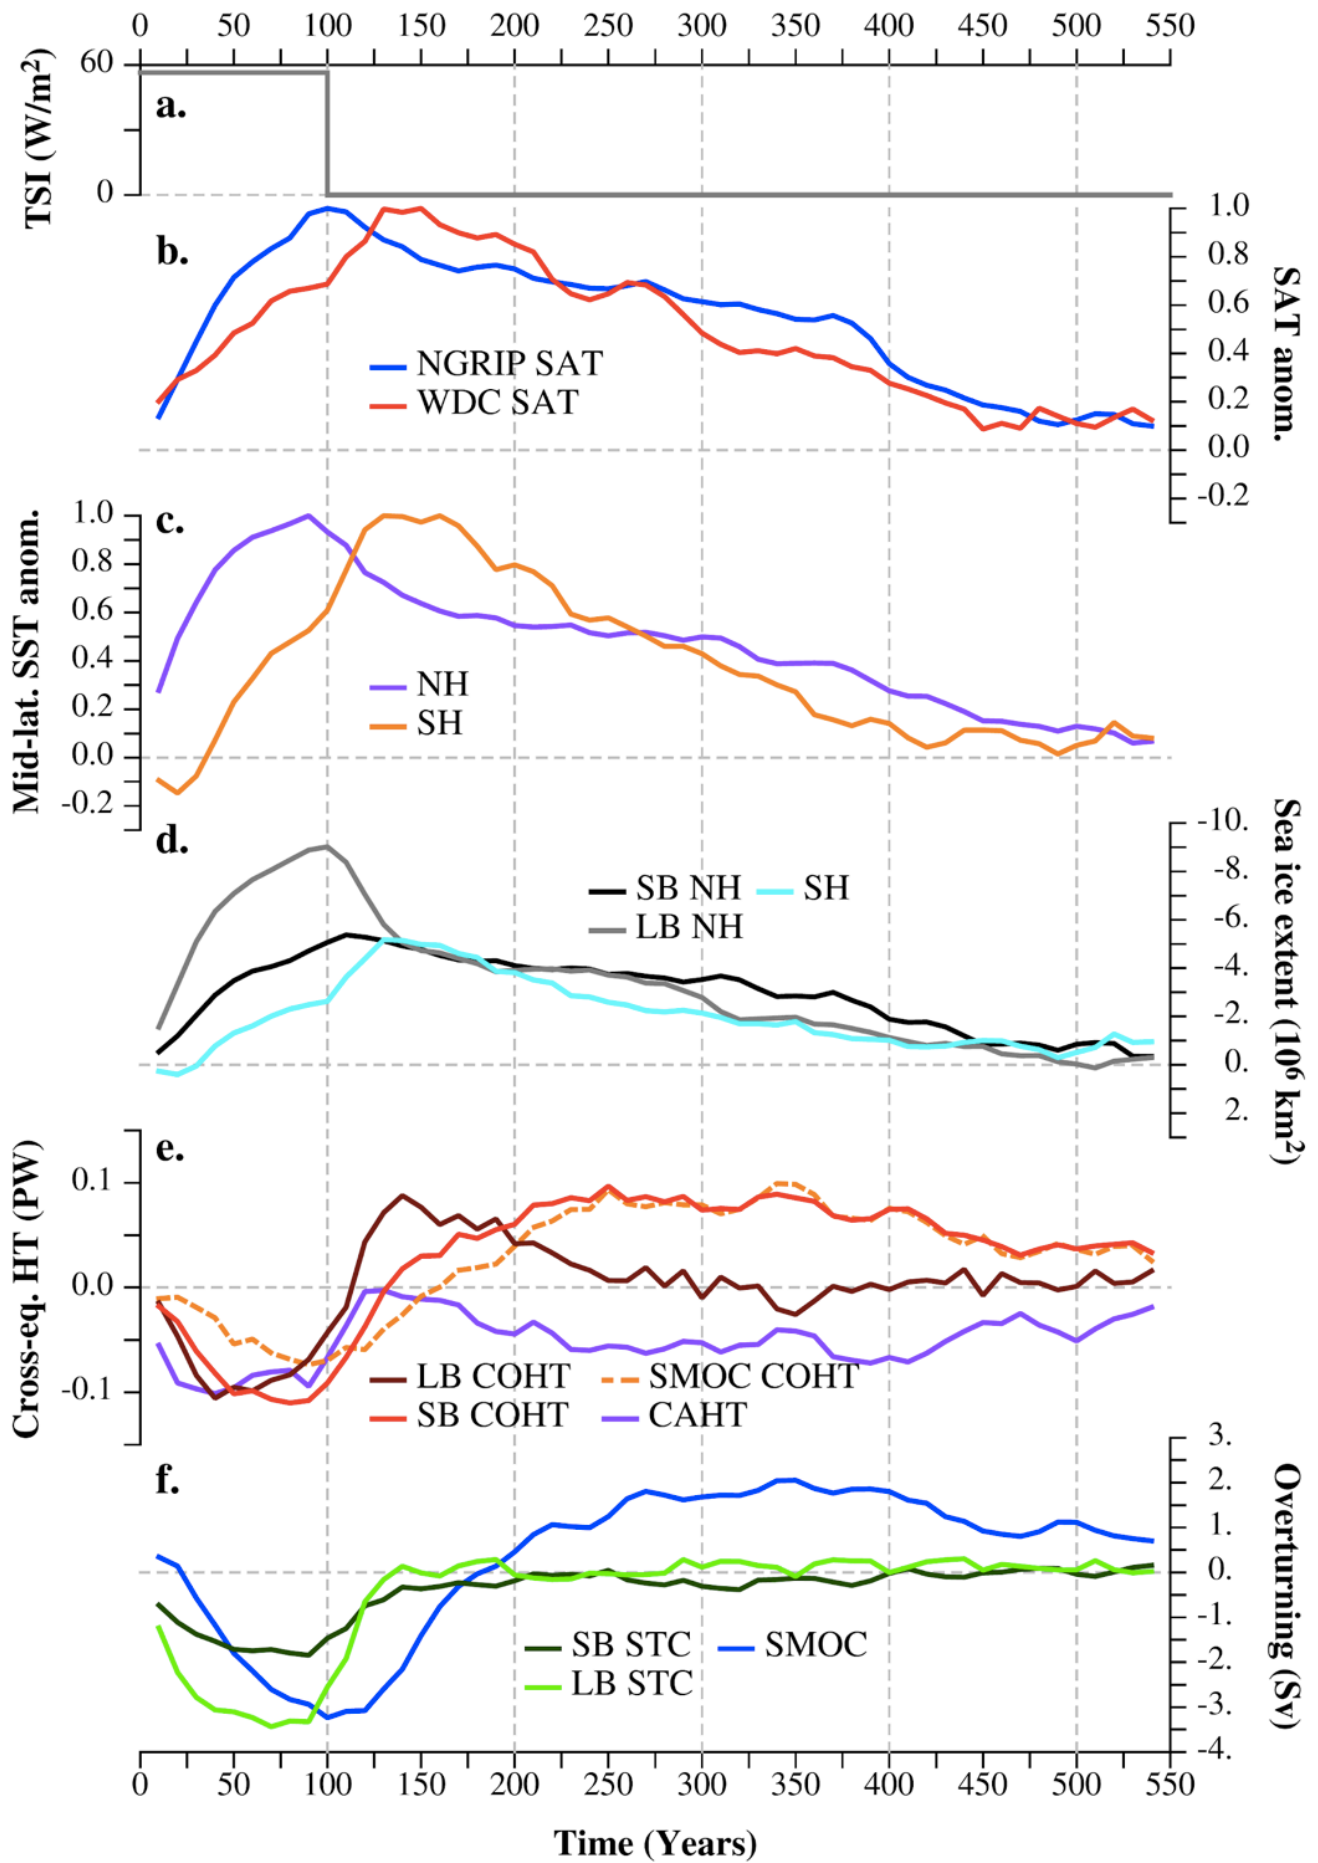 0 50 100 150 200 250 300 350 400 450 500 550
60
0
TSI (W/m²)
a.
1.0
0.8
0.6
0.4
0.2
0.0
-0.2
SAT anom.
b.
NGRIP SAT
WDC SAT
1.0
0.8
0.6
0.4
0.2
0.0
-0.2
Mid-lat. SST anom.
c.
NH
SH
-10.
-8.
-6.
-4.
-2.
0.
2.
Sea ice extent (10⁶ km²)
d.
SB NH SH
LB NH
0.1
0.0
-0.1
Cross-eq. HT (PW)
e.
LB COHT SMOC COHT
SB COHT CAHT
3.
2.
1.
0.
-1.
-2.
-3.
-4.
Overturning (Sv)
f.
SB STC SMOC
LB STC
0 50 100 150 200 250 300 350 400 450 500 550
Time (Years)